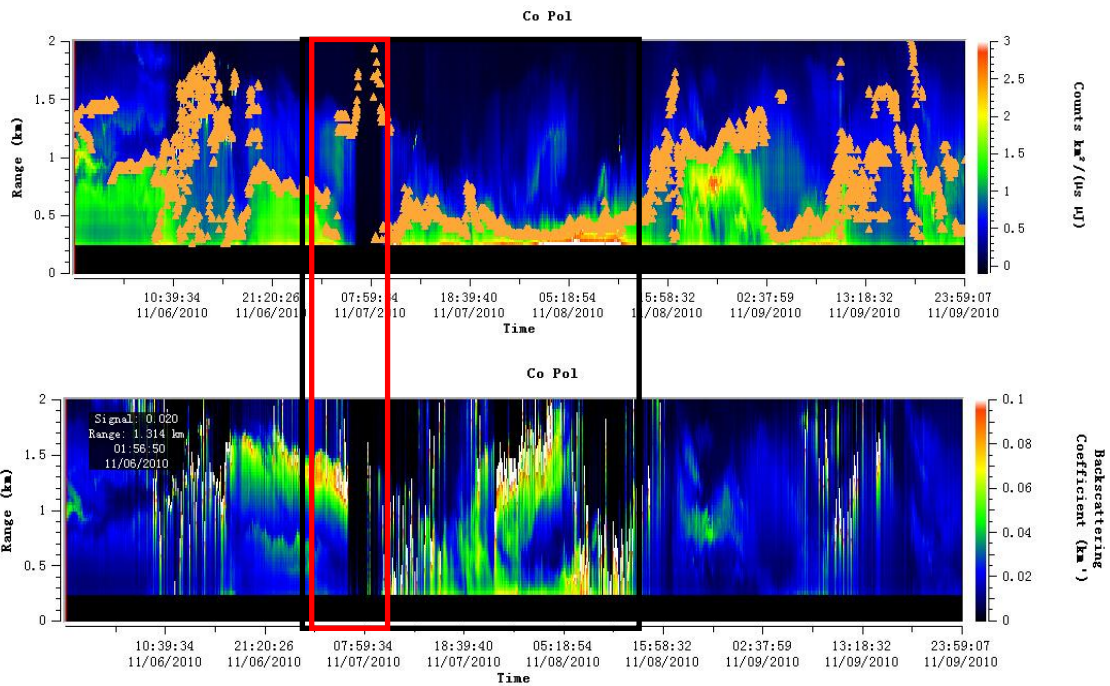 Co Pol
2
1.5
1
0.5
0
Range (km)
3
2.5
2
1.5
1
0.5
0
Counts km²/(μs μJ)
10:39:34 21:20:26 07:59:34 18:39:40 05:18:54 15:58:32 02:37:59 13:18:32 23:59:07
11/06/2010 11/06/2010 11/07/2010 11/07/2010 11/08/2010 11/08/2010 11/09/2010 11/09/2010 11/09/2010
Time
Co Pol
2
1.5
1
0.5
0
Range (km)
Signal: 0.020
Range: 1.314 km
01:56:50
11/06/2010
0.1
0.08
0.06
0.04
0.02
0
Backscattering
Coefficient (km')
10:39:34 21:20:26 07:59:34 18:39:40 05:18:54 15:58:32 02:37:59 13:18:32 23:59:07
11/06/2010 11/06/2010 11/07/2010 11/07/2010 11/08/2010 11/08/2010 11/09/2010 11/09/2010 11/09/2010
Time